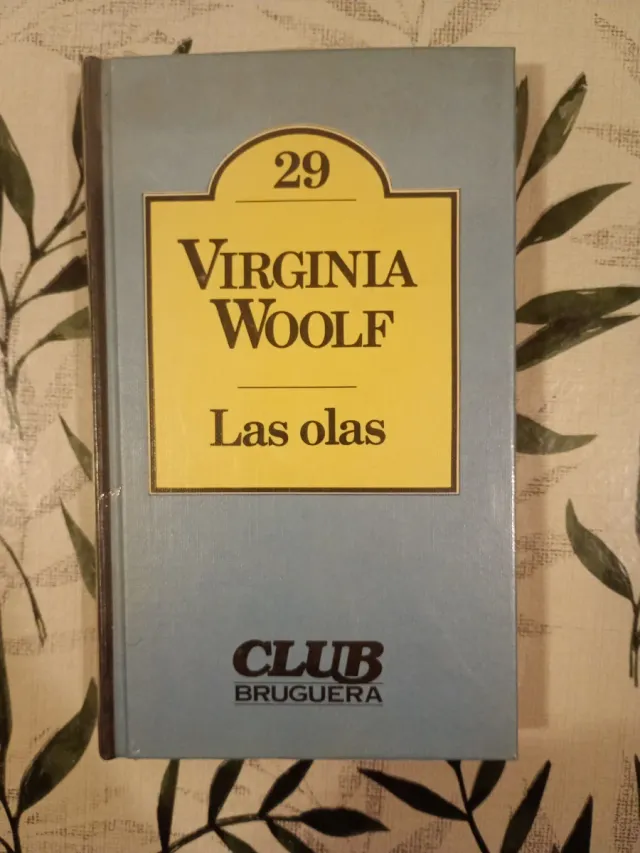 29
VIRGINIA
WOOLF
Las olas
CLUB
BRUGUERA